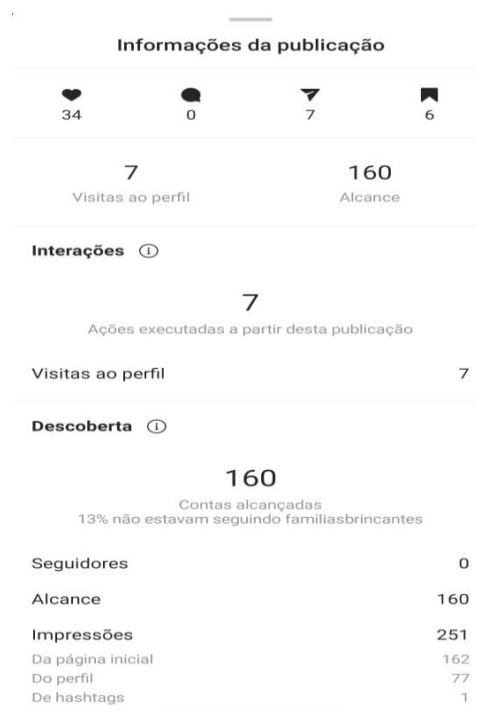 Informações da publicação
34 0 7 6
7 160
Visitas ao perfil Alcance
Interações
7
Ações executadas a partir desta publicação
Visitas ao perfil 7
Descoberta
160
Contas alcançadas
13% não estavam seguindo familiasbrincantes
Seguidores 0
Alcance 160
Impressões 251
Da página inicial 162
Do perfil 77
De hashtags 1